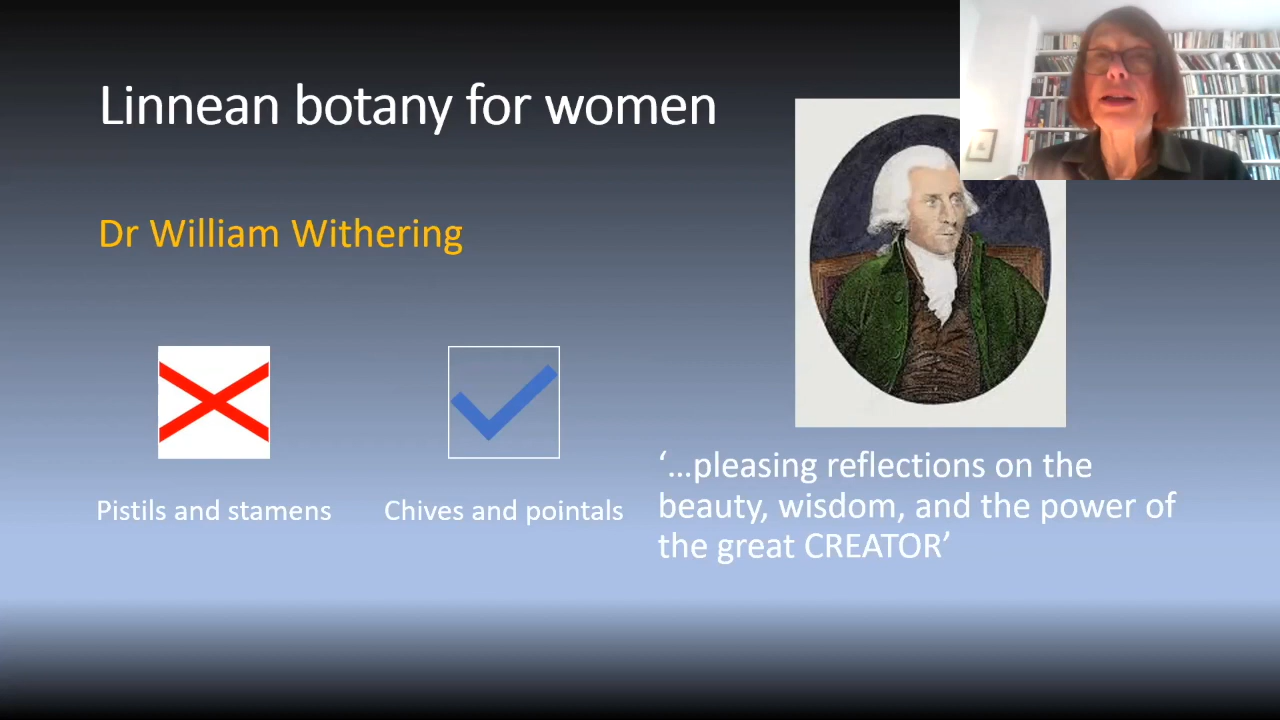 Linnean botany for women
Dr William Withering
Pistils and stamens
Chives and pointals
‘…pleasing reflections on the
beauty, wisdom, and the power of
the great CREATOR’